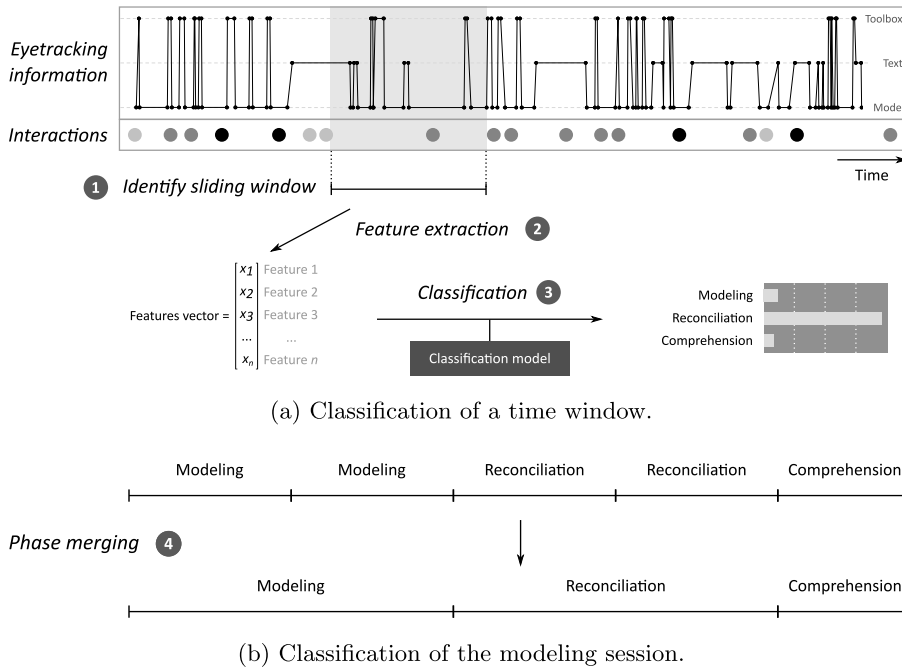 Toolbox
Eyetracking
information
Text
Model
Interactions
Time
1 Identify sliding window
Feature extraction 2
x1 Feature 1
x2 Feature 2
Features vector = x3 Feature 3
... ...
xn Feature n
Classification 3
Classification model
Modeling
Reconciliation
Comprehension
(a) Classification of a time window.
Modeling Modeling Reconciliation Reconciliation Comprehension
Phase merging 4
Modeling Reconciliation Comprehension
(b) Classification of the modeling session.